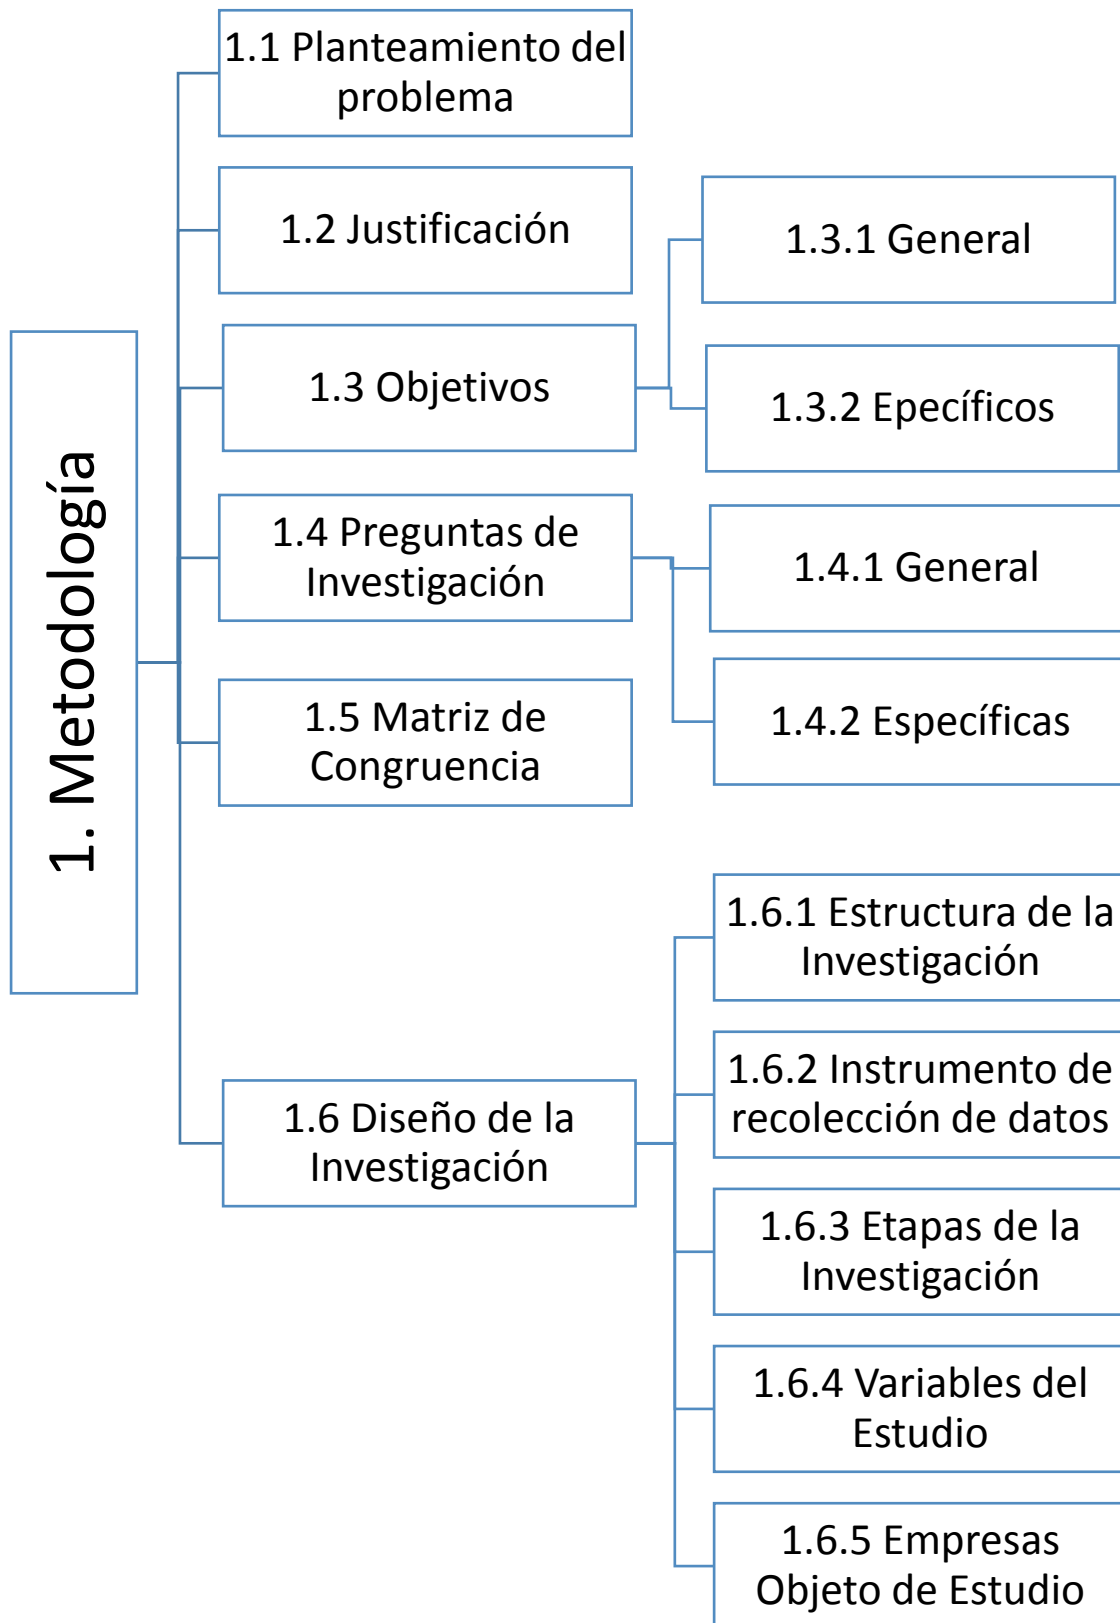 1. Metodología
1.1 Planteamiento del
problema
1.2 Justificación
1.3 Objetivos
1.3.1 General
1.3.2 Epecíficos
1.4 Preguntas de
Investigación
1.4.1 General
1.4.2 Específicas
1.5 Matriz de
Congruencia
1.6 Diseño de la
Investigación
1.6.1 Estructura de la
Investigación
1.6.2 Instrumento de
recolección de datos
1.6.3 Etapas de la
Investigación
1.6.4 Variables del
Estudio
1.6.5 Empresas
Objeto de Estudio